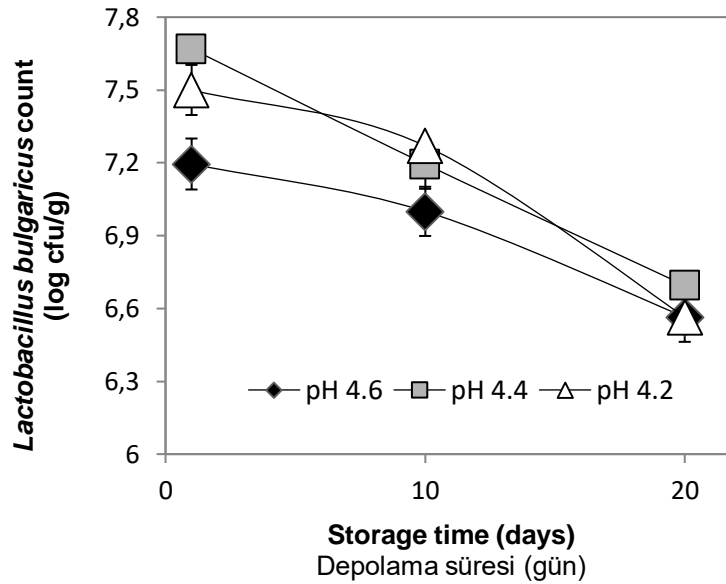 Lactobacillus bulgaricus count
(log cfu/g)
7,8
7,5
7,2
6,9
6,6
6,3
6
pH 4.6 pH 4.4 pH 4.2
0 10 20
Storage time (days)
Depolama süresi (gün)